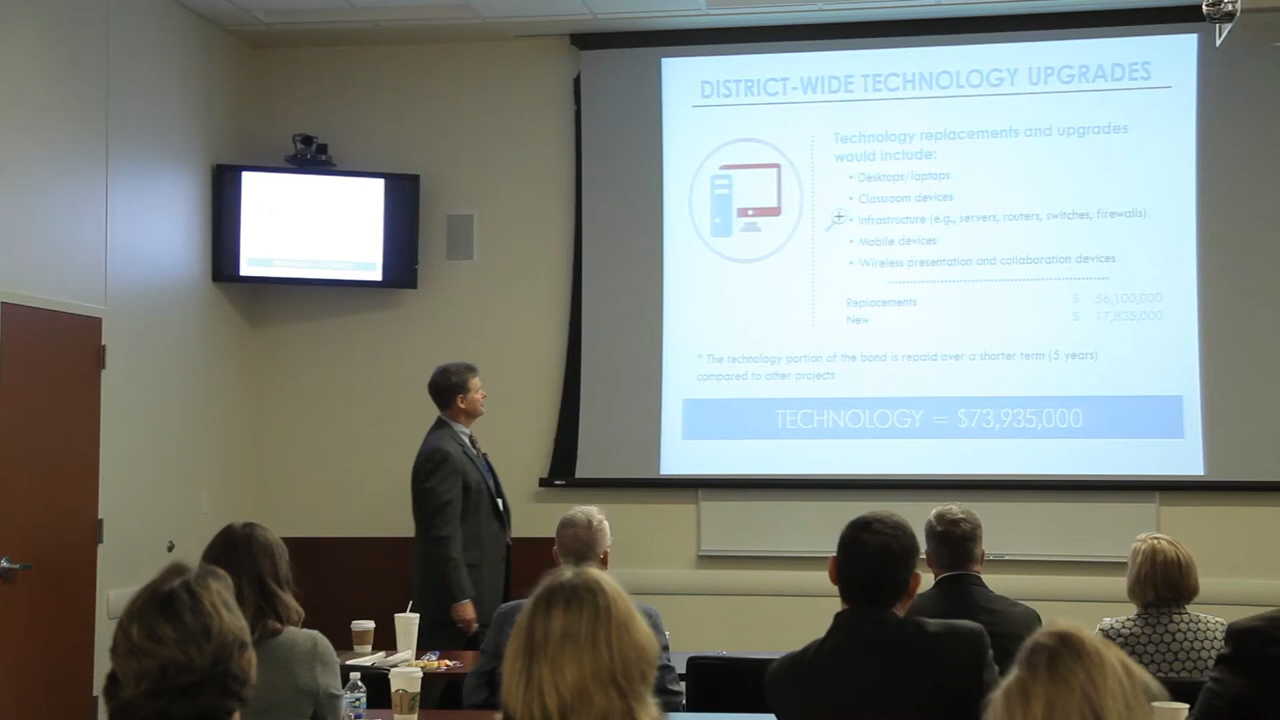 DISTRICT-WIDE TECHNOLOGY UPGRADES
Technology replacements and upgrades
would include:
• Desktops/laptops
• Classroom devices
• Infrastructure (e.g., servers, routers, switches, firewalls)
• Mobile devices
• Wireless presentation and collaboration devices
Replacements $ 56,100,000
New $ 17,835,000
* The technology portion of the bond is repaid over a shorter term (5 years)
compared to other projects
TECHNOLOGY = $73,935,000